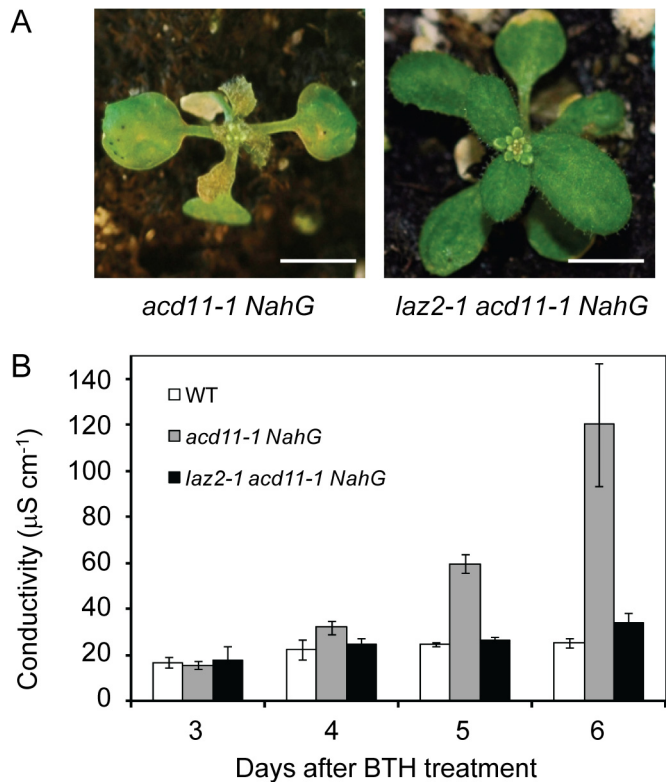 A
acd11-1 NahG
laz2-1 acd11-1 NahG
B
Conductivity (µS cm⁻¹)
140
120
100
80
60
40
20
0
WT
acd11-1 NahG
laz2-1 acd11-1 NahG
3 4 5 6
Days after BTH treatment